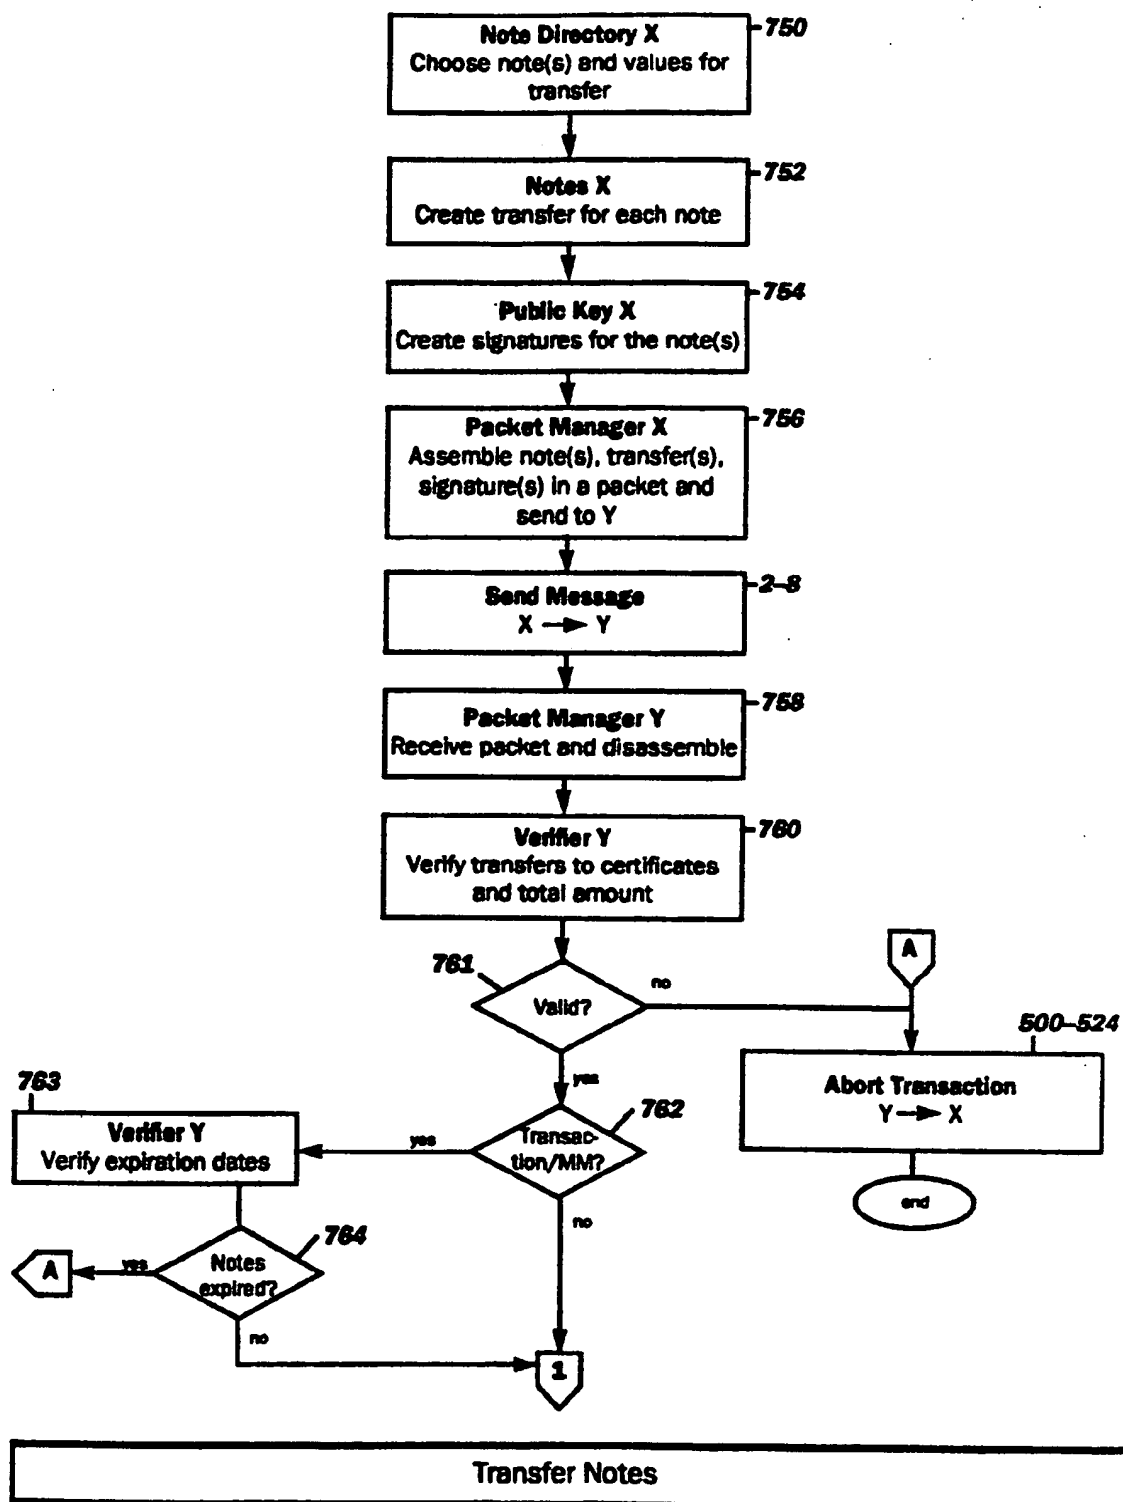 750
Note Directory X
Choose note(s) and values for
transfer
752
Notes X
Create transfer for each note
754
Public Key X
Create signatures for the note(s)
756
Packet Manager X
Assemble note(s), transfer(s),
signature(s) in a packet and
send to Y
2–8
Send Message
X Y
758
Packet Manager Y
Receive packet and disassemble
760
Verifier Y
Verify transfers to certificates
and total amount
A
761
no
Valid?
500–524
Abort Transaction
Y X
yes
763
762
Verifier Y
Verify expiration dates
yes
Transac-
tion/MM?
end
no
764
A
yes
Notes
expired?
no
1
Transfer Notes